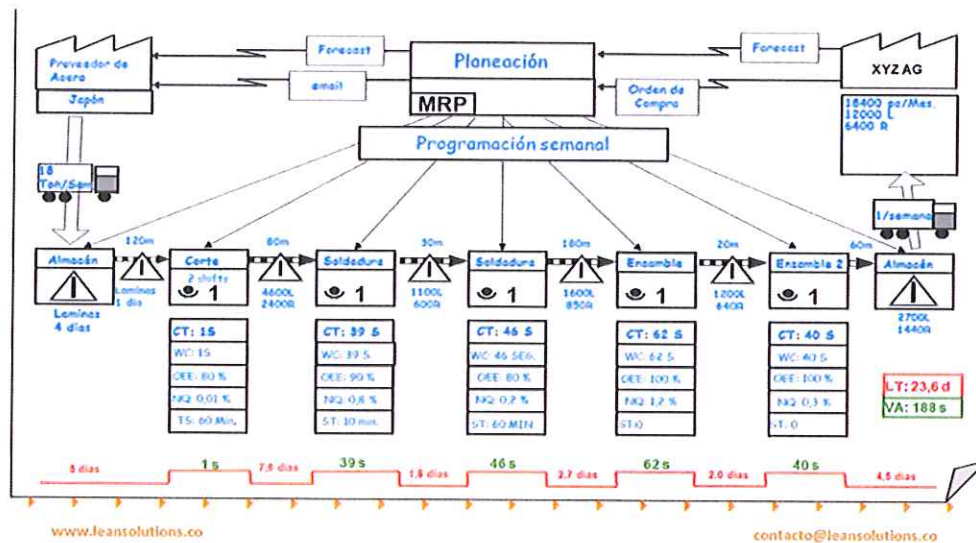 Proveedor de
Acero
Japón
Forecast
email
Planeación
MRP
Forecast
Orden de
Compra
XYZ AG
18400 pc/Mes.
12000 L
6400 R
Programación semanal
18
Ton/Sem
1/semana
Almacén
Laminas
4 días
120m
Laminas
1 dia
Corte
2 shifts
1
80m
4600L
2400R
Soldadura
1
30m
1100L
600R
Soldadura
1
180m
1600L
850R
Ensamble
1
20m
1200L
640R
Ensamble 2
1
60m
Almacén
2700L
1440R
CT: 1S
WC: 1S
OEE: 80 %
NQ: 0,01 %
TS: 60 Min.
CT: 39 S
WC: 39 S
OEE: 90 %
NQ: 0,8 %
ST: 10 min.
CT: 46 S
WC: 46 SEG.
OEE: 80 %
NQ: 0,2 %
ST: 60 MIN
CT: 62 S
WC: 62 S
OEE: 100 %
NQ: 1,2 %
ST:0
CT: 40 S
WC: 40 S
OEE: 100 %
NQ: 0,3 %
ST: 0
LT: 23,6 d
VA: 188 s
5 dias
1 s
7,6 dias
39 s
1,8 dias
46 s
2.7 dias
62 s
2.0 dias
40 s
4,5 dias
www.leansolutions.co
contacto@leansolutions.co